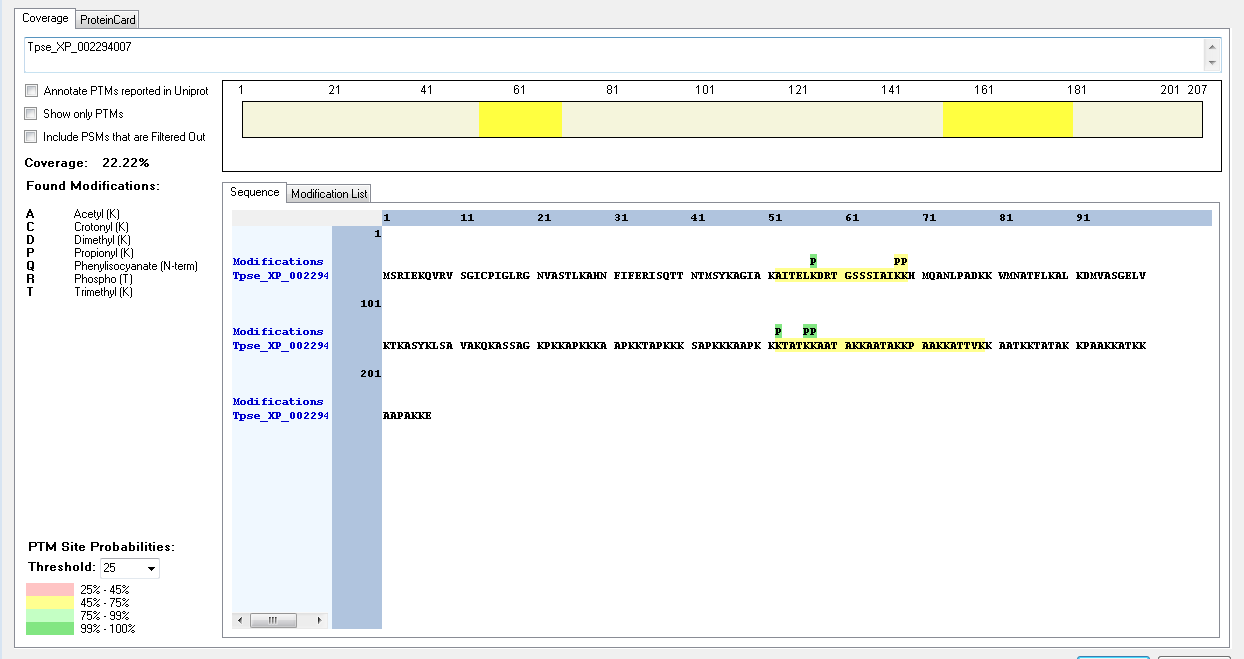 Coverage ProteinCard
Tpse_XP_002294007
Annotate PTMs reported in Uniprot
Show only PTMs
Include PSMs that are Filtered Out
Coverage: 22.22%
1 21 41 61 81 101 121 141 161 181 201 207
Found Modifications:
A Acetyl (K)
C Crotonyl (K)
D Dimethyl (K)
P Propionyl (K)
Q Phenylisocyanate (N-term)
R Phospho (T)
T Trimethyl (K)
Sequence Modification List
1 11 21 31 41 51 61 71 81 91
1
Modifications P PP
Tpse_XP_002294 MSRIEKQVRV SGICPIGLRG NVASTLKAHN FIFERISQTT NTMSYKAGIA KAITELKDRT GSSSIAIKKH MQANLPADKK WMNATFLKAL KDMVASGELV
101
Modifications P PP
Tpse_XP_002294 KTKASYKLSA VAKQKASSAG KPKKAPKKKA APKKTAPKKK SAPKKKAAPK KKTATKKAAT AKKAATAKKP AAKKATTVKK AATKKTATAK KPAAKKATKK
201
Modifications
Tpse_XP_002294 AAPAKKE
PTM Site Probabilities:
Threshold: 25
25% - 45%
45% - 75%
75% - 99%
99% - 100%